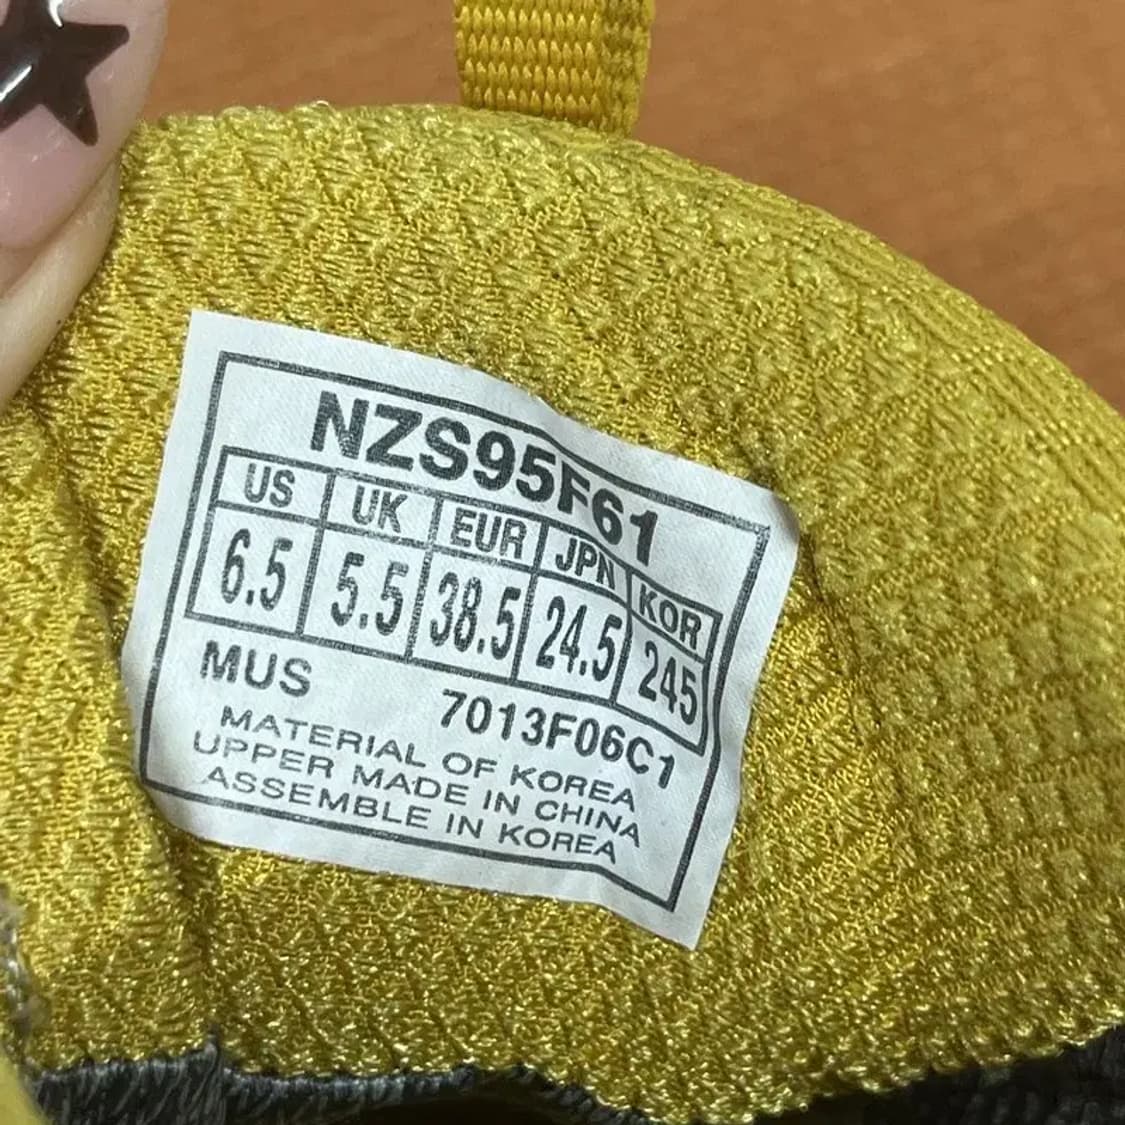 NZS95F61
US UK EUR JPN KOR
6.5 5.5 38.5 24.5 245
MUS 7013F06C1
MATERIAL OF KOREA
UPPER MADE IN CHINA
ASSEMBLE IN KOREA